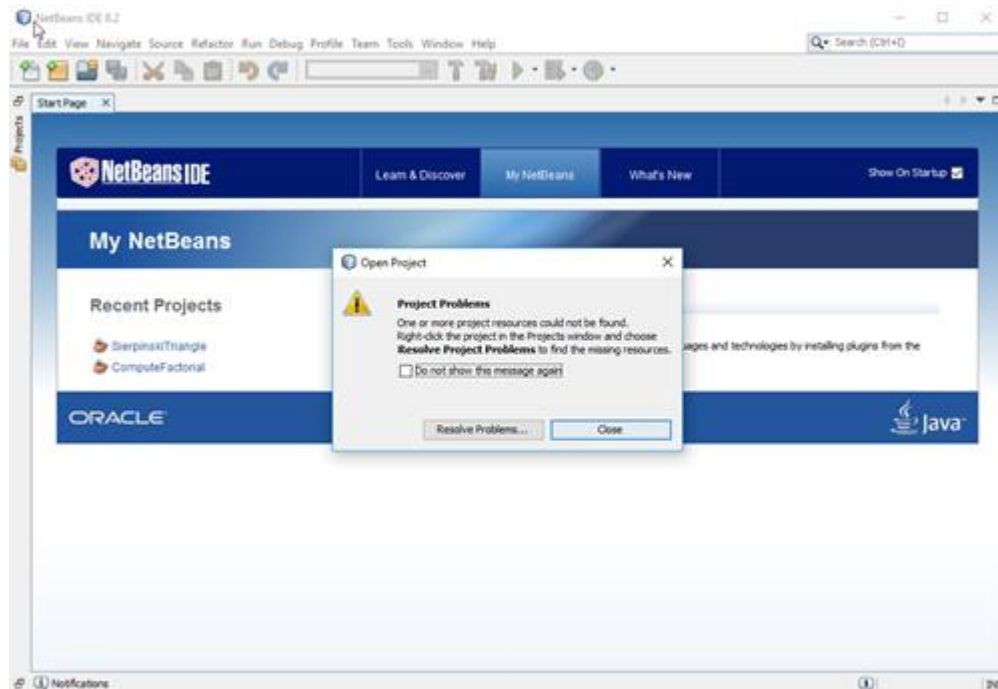 NetBeans IDE 8.2
File Edit View Navigate Source Refactor Run Debug Profile Team Tools Window Help
Search (Ctrl+I)
Start Page
Projects
NetBeans IDE
Learn & Discover
My NetBeans
What's New
Show On Startup
My NetBeans
Recent Projects
SierpinskiTriangle
ComputeFactorial
Open Project
Project Problems
One or more project resources could not be found.
Right-click the project in the Projects window and choose
Resolve Project Problems to find the missing resources.
Do not show this message again
Resolve Problems...
Close
and technologies by installing plugins from the
ORACLE
Java
Notifications